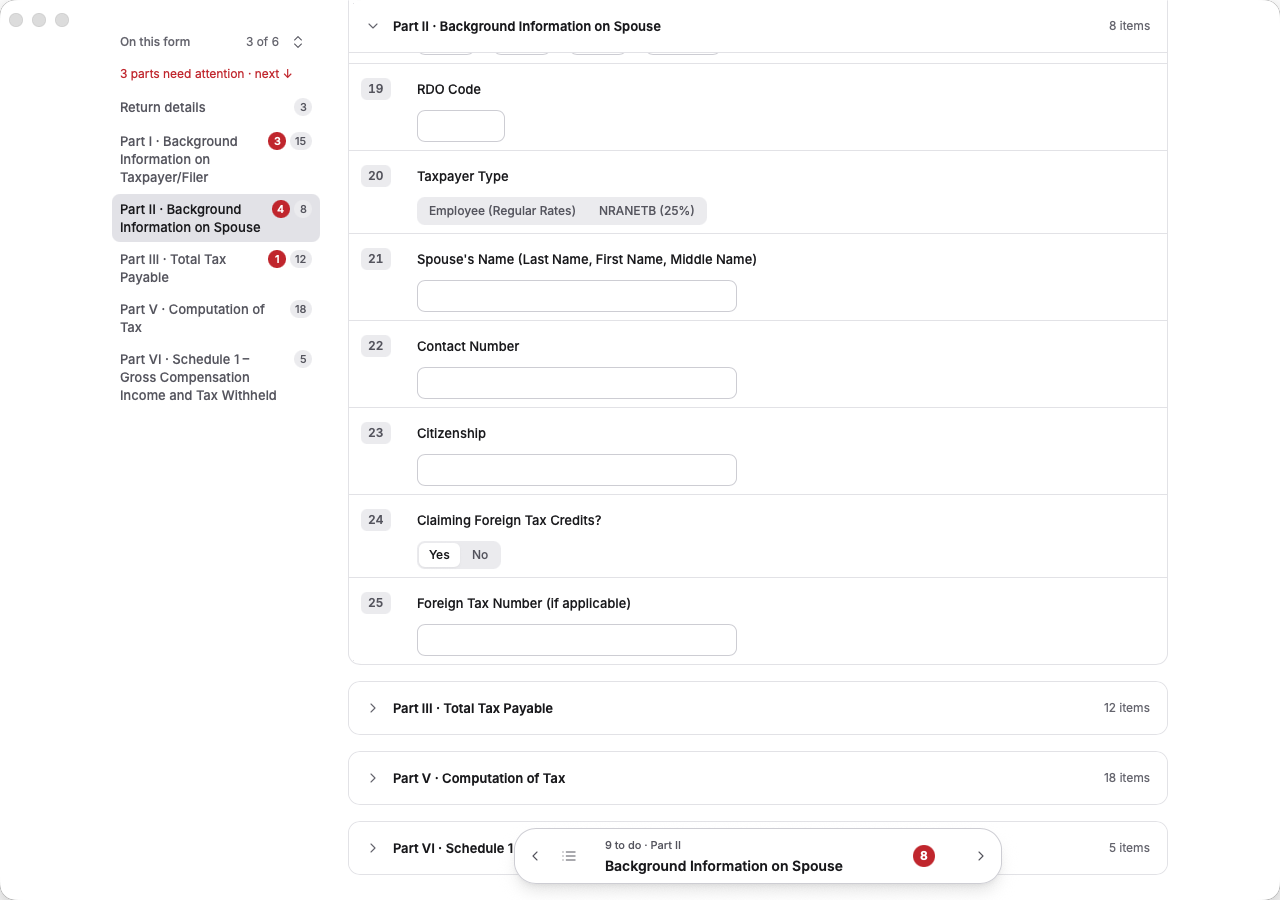 On this form
3 of 6
3 parts need attention · next ↓
Return details
3
Part I · Background Information on Taxpayer/Filer
3
15
Part II · Background Information on Spouse
4
8
Part III · Total Tax Payable
1
12
Part V · Computation of Tax
18
Part VI · Schedule 1 – Gross Compensation Income and Tax Withheld
5
Part II · Background Information on Spouse
8 items
19
RDO Code
20
Taxpayer Type
Employee (Regular Rates)
NRANETB (25%)
21
Spouse's Name (Last Name, First Name, Middle Name)
22
Contact Number
23
Citizenship
24
Claiming Foreign Tax Credits?
Yes
No
25
Foreign Tax Number (if applicable)
Part III · Total Tax Payable
12 items
Part V · Computation of Tax
18 items
Part VI · Schedule 1
5 items
9 to do · Part II
Background Information on Spouse
8